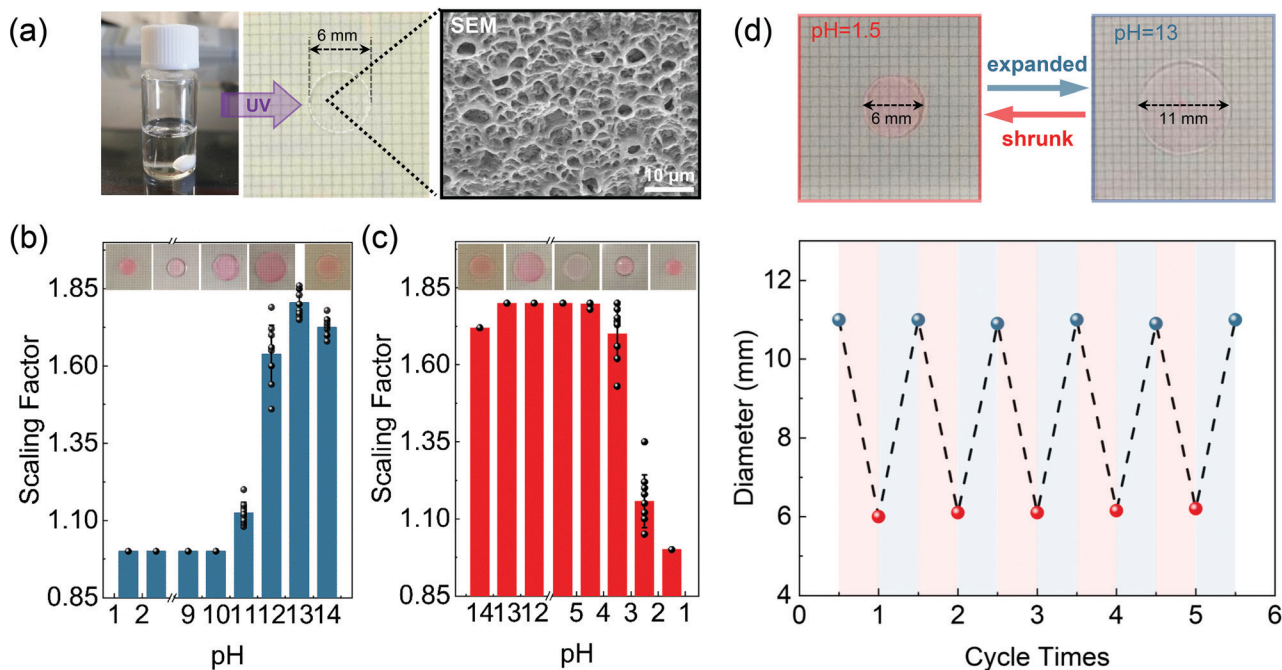 (a)
6 mm
UV
SEM
10 μm
(d)
pH=1.5
pH=13
expanded
shrunk
6 mm
11 mm
(b)
1.85
1.60
1.35
1.10
0.85
Scaling Factor
1 2 9 10 11 12 13 14
pH
(c)
1.85
1.60
1.35
1.10
0.85
Scaling Factor
14 13 12 5 4 3 2 1
pH
12
10
8
6
4
Diameter (mm)
0 1 2 3 4 5 6
Cycle Times